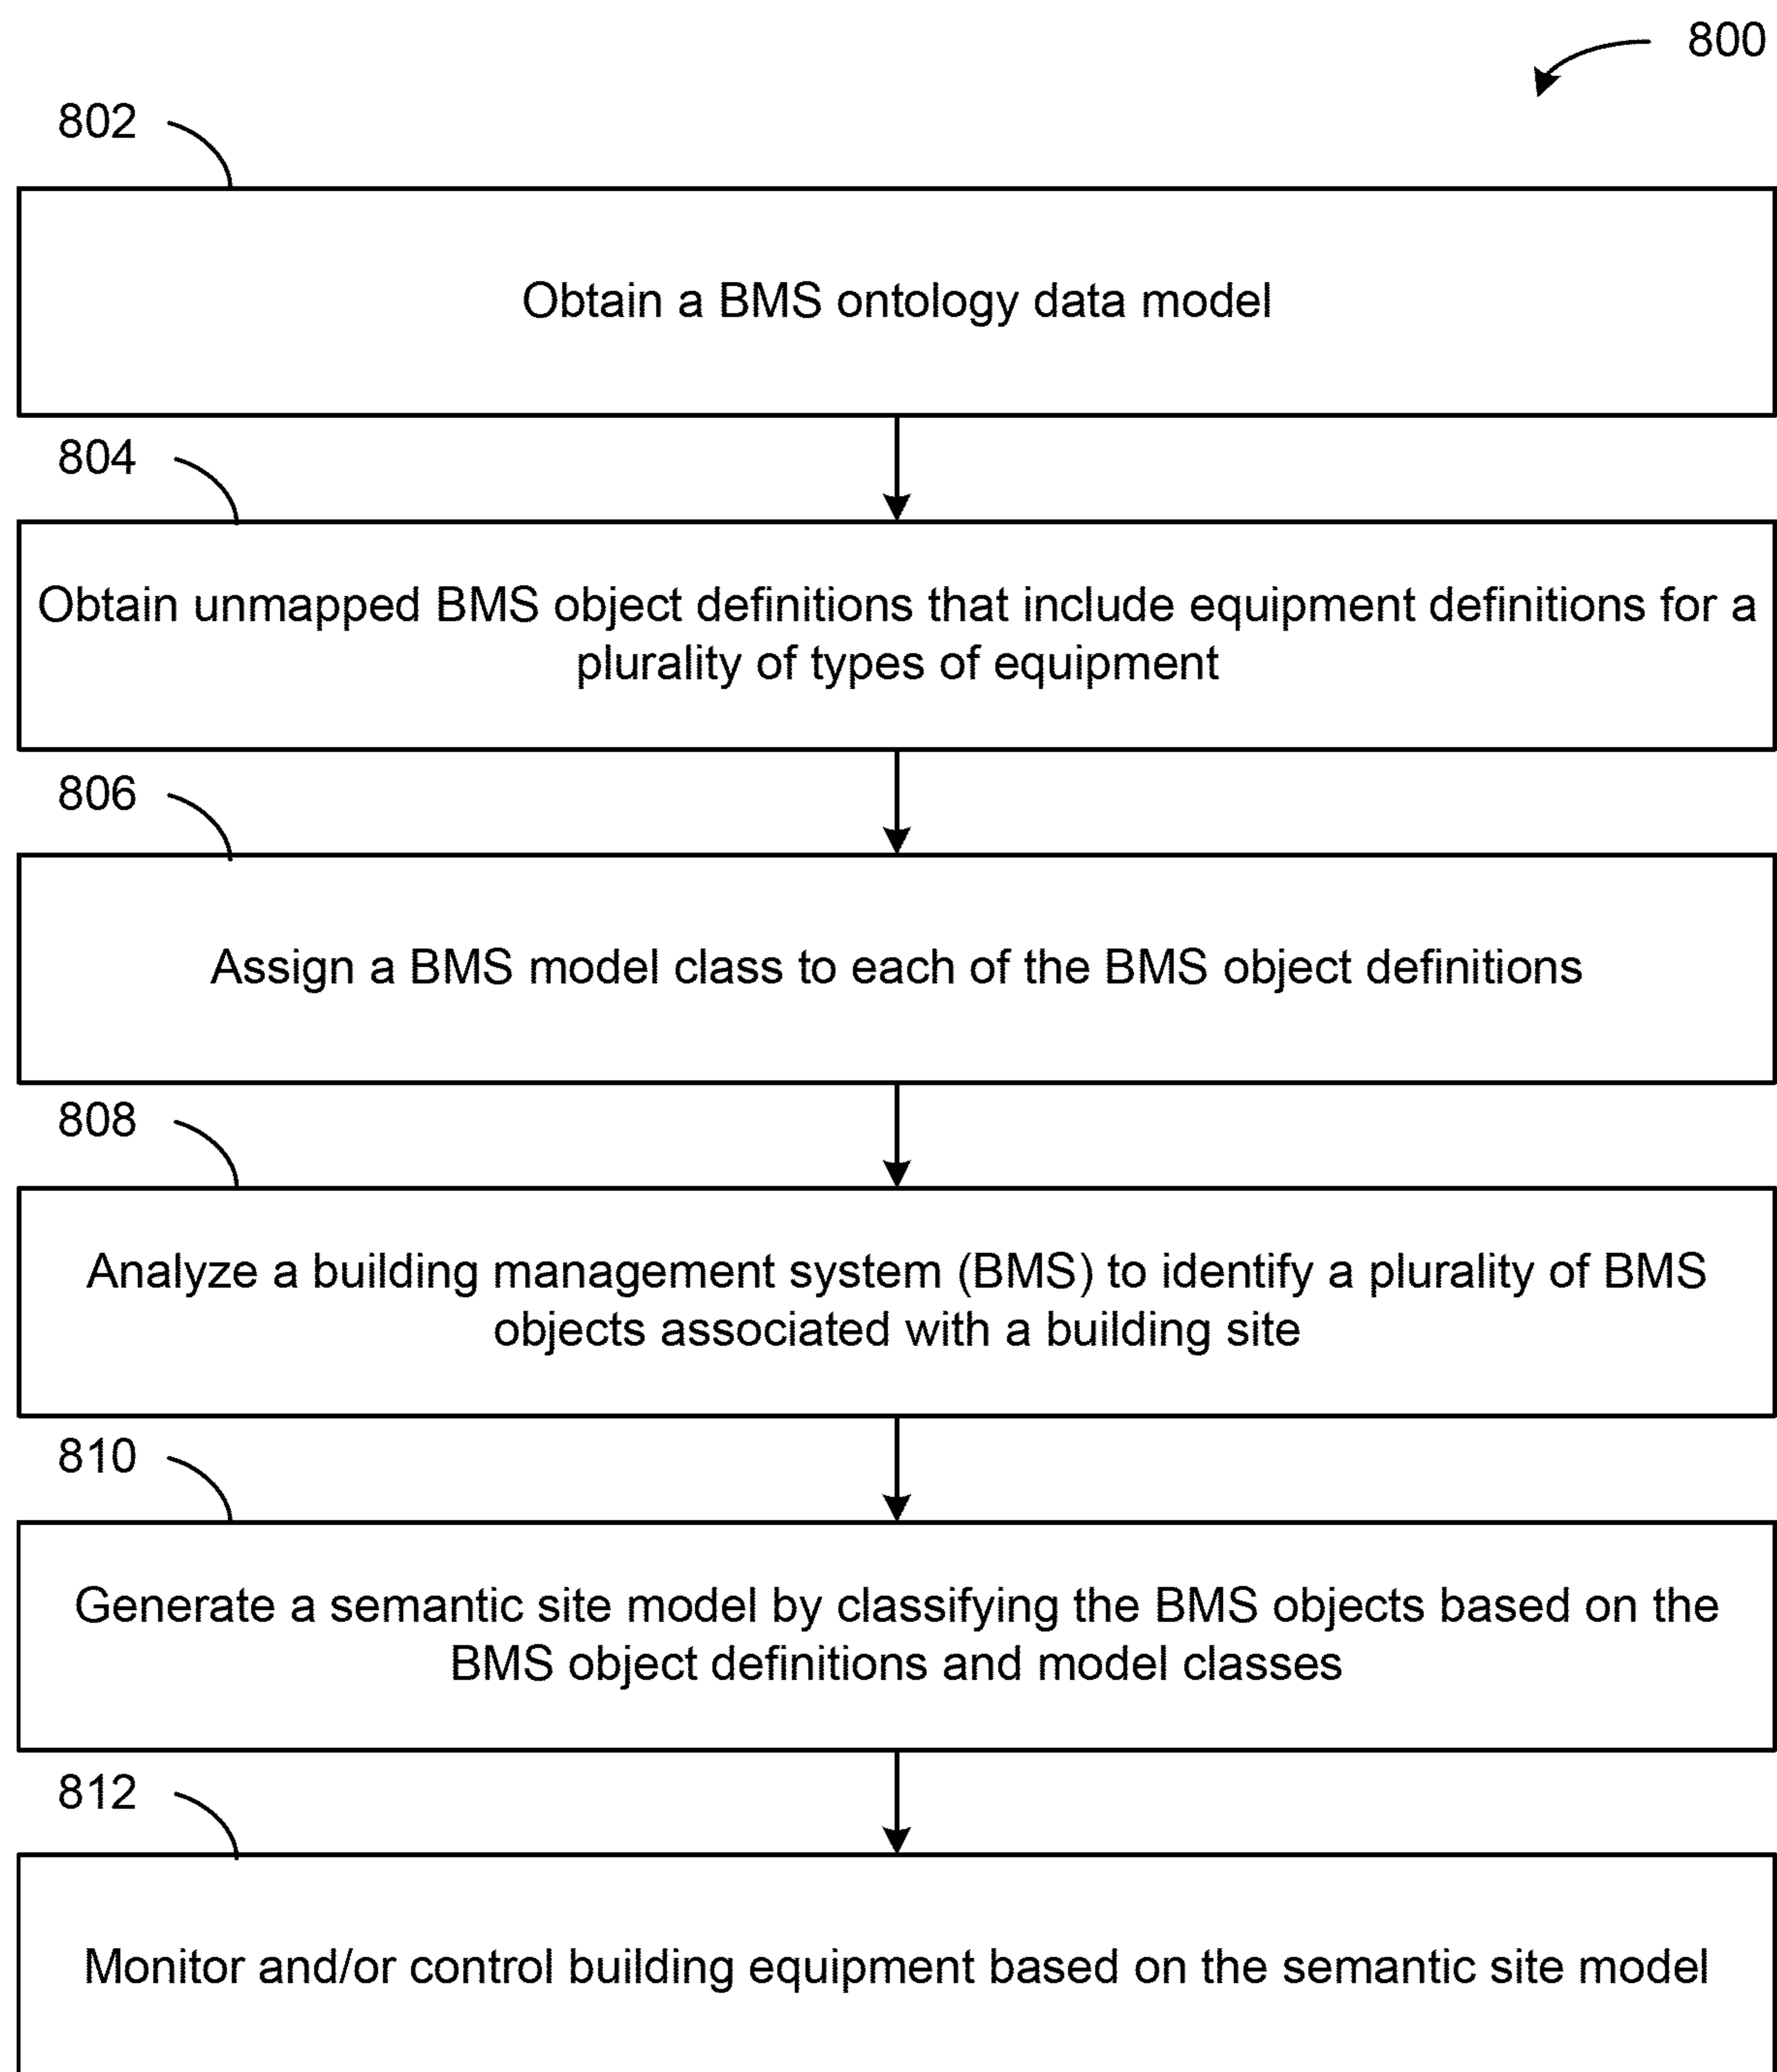 800
802
Obtain a BMS ontology data model
804
Obtain unmapped BMS object definitions that include equipment definitions for a
plurality of types of equipment
806
Assign a BMS model class to each of the BMS object definitions
808
Analyze a building management system (BMS) to identify a plurality of BMS
objects associated with a building site
810
Generate a semantic site model by classifying the BMS objects based on the
BMS object definitions and model classes
812
Monitor and/or control building equipment based on the semantic site model